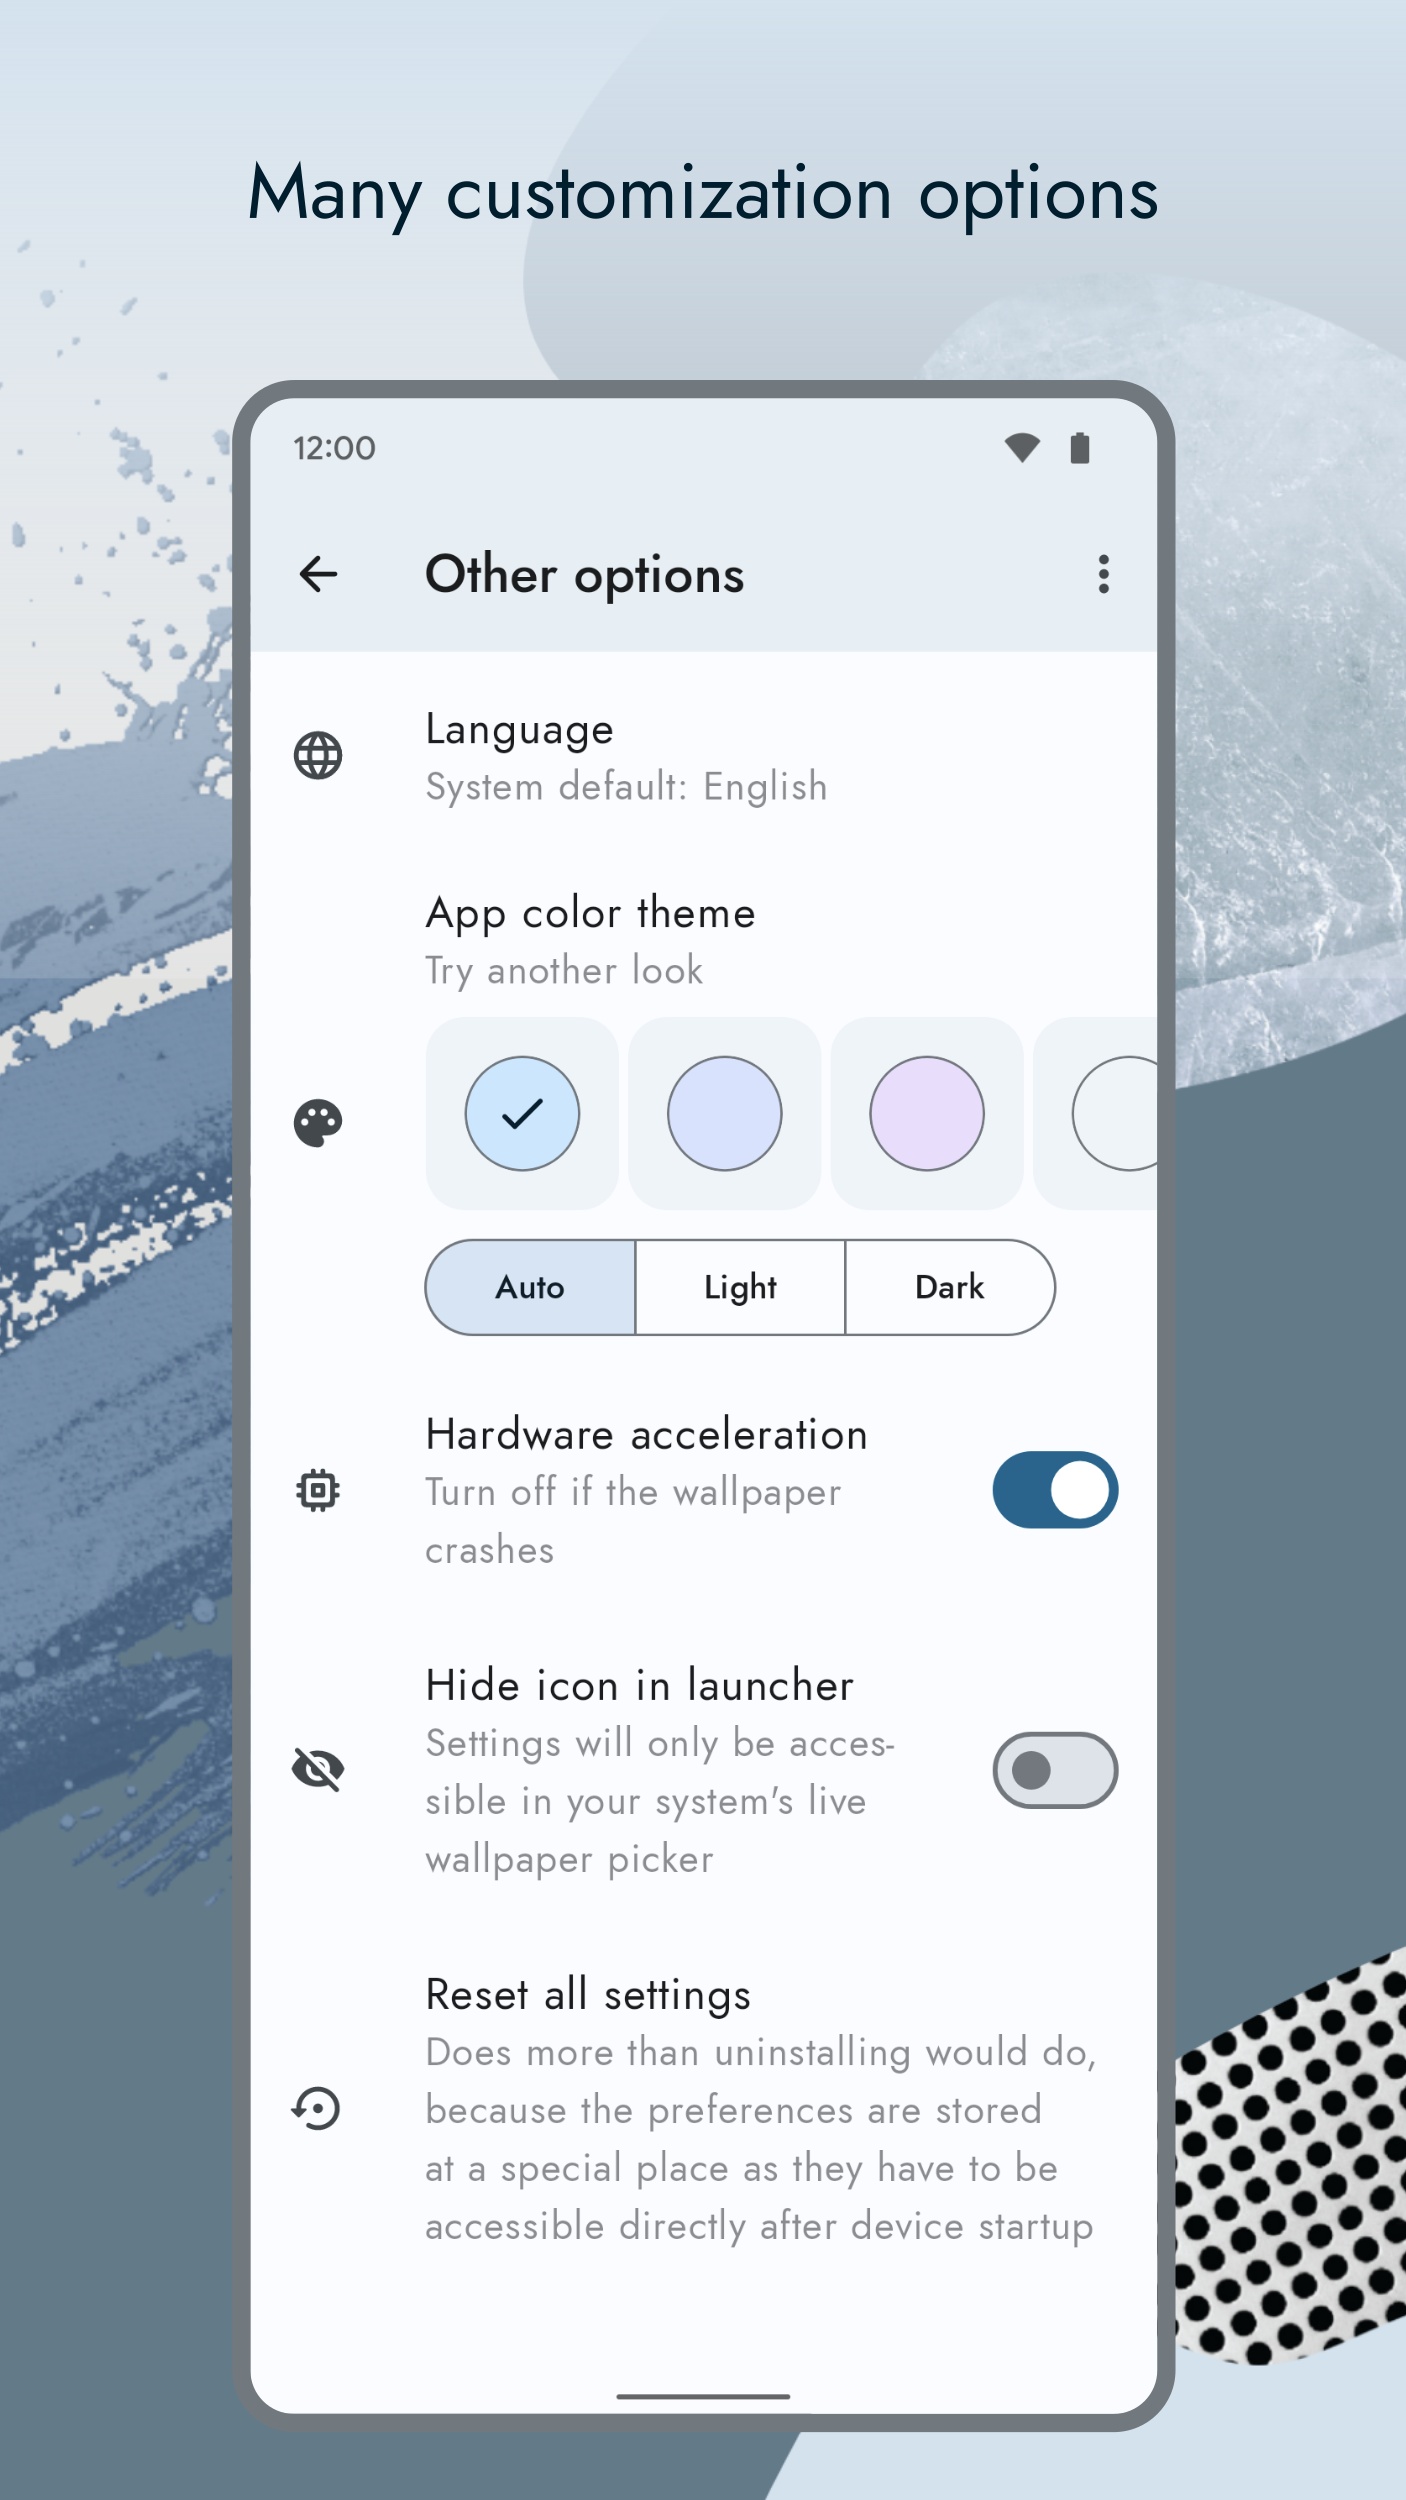 Many customization options
12:00
Other options
Language
System default: English
App color theme
Try another look
Auto Light Dark
Hardware acceleration
Turn off if the wallpaper
crashes
Hide icon in launcher
Settings will only be acces-
sible in your system's live
wallpaper picker
Reset all settings
Does more than uninstalling would do,
because the preferences are stored
at a special place as they have to be
accessible directly after device startup